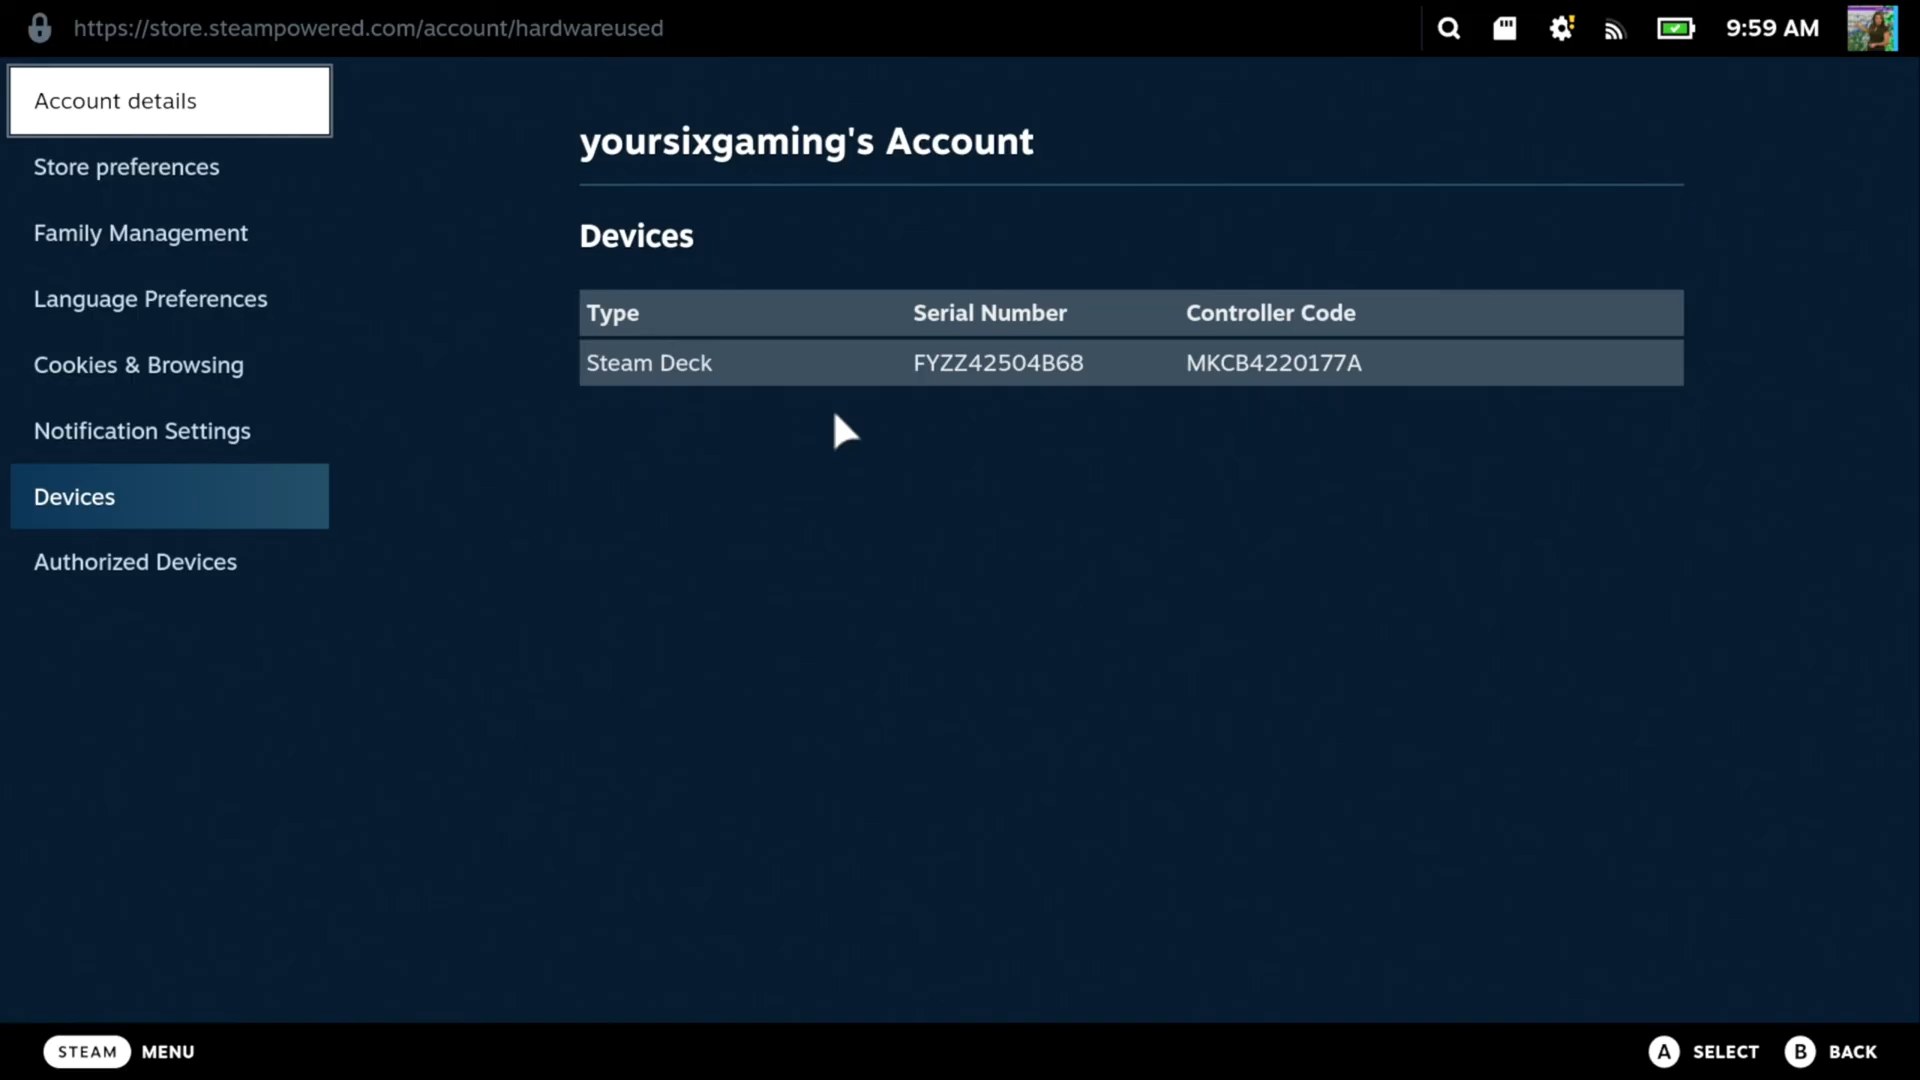 https://store.steampowered.com/account/hardwareused
9:59 AM
Account details
Store preferences
Family Management
Language Preferences
Cookies & Browsing
Notification Settings
Devices
Authorized Devices
yoursixgaming's Account
Devices
Type Serial Number Controller Code
Steam Deck FYZZ42504B68 MKCB4220177A
STEAM MENU
A SELECT B BACK